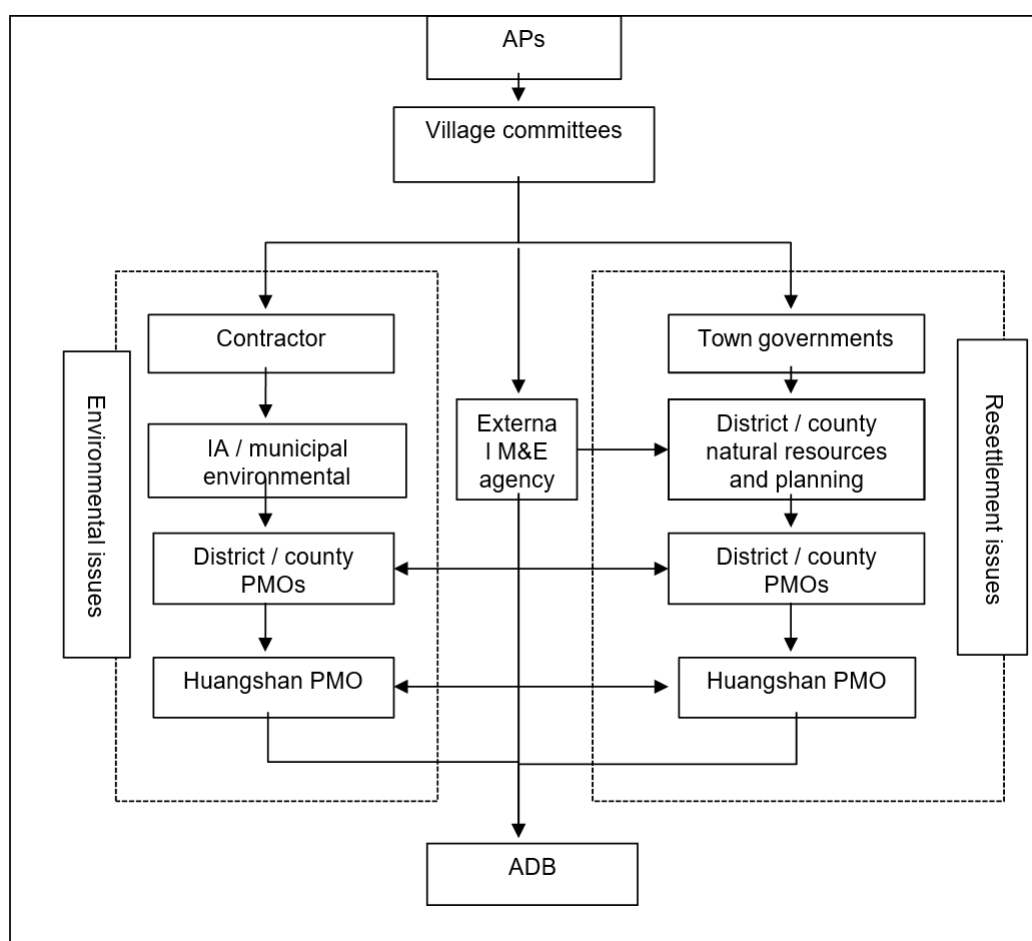 APs
Village committees
Environmental issues
Contractor
IA / municipal
environmental
District / county
PMOs
Huangshan PMO
Externa
l M&E
agency
Town governments
District / county
natural resources
and planning
District / county
PMOs
Huangshan PMO
Resettlement issues
ADB